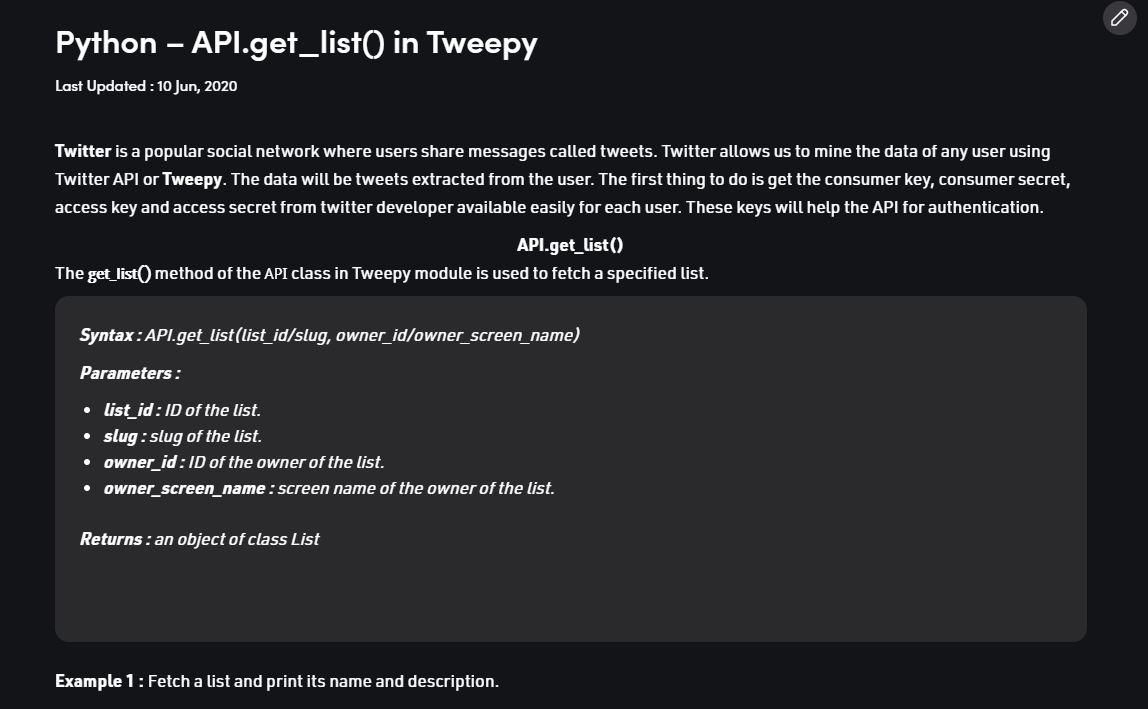 Python – API.get_list() in Tweepy
Last Updated : 10 Jun, 2020
Twitter is a popular social network where users share messages called tweets. Twitter allows us to mine the data of any user using
Twitter API or Tweepy. The data will be tweets extracted from the user. The first thing to do is get the consumer key, consumer secret,
access key and access secret from twitter developer available easily for each user. These keys will help the API for authentication.
API.get_list()
The get_list() method of the API class in Tweepy module is used to fetch a specified list.
Syntax : API.get_list(list_id/slug, owner_id/owner_screen_name)
Parameters :
• list_id : ID of the list.
• slug : slug of the list.
• owner_id : ID of the owner of the list.
• owner_screen_name : screen name of the owner of the list.
Returns : an object of class List
Example 1 : Fetch a list and print its name and description.